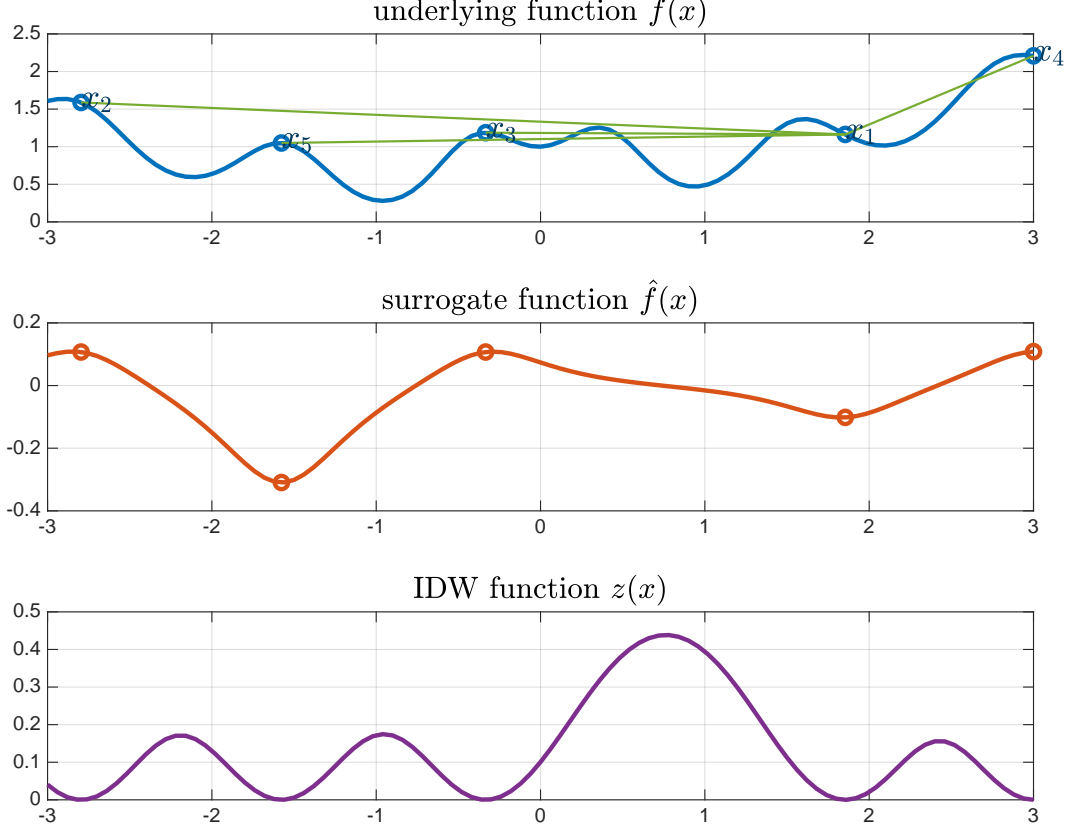 underlying function f(x)
2.5
2
1.5
1
0.5
0
x₂
x₅
x₃
x₁
x₄
-3 -2 -1 0 1 2 3
surrogate function f̂(x)
0.2
0
-0.2
-0.4
-3 -2 -1 0 1 2 3
IDW function z(x)
0.5
0.4
0.3
0.2
0.1
0
-3 -2 -1 0 1 2 3